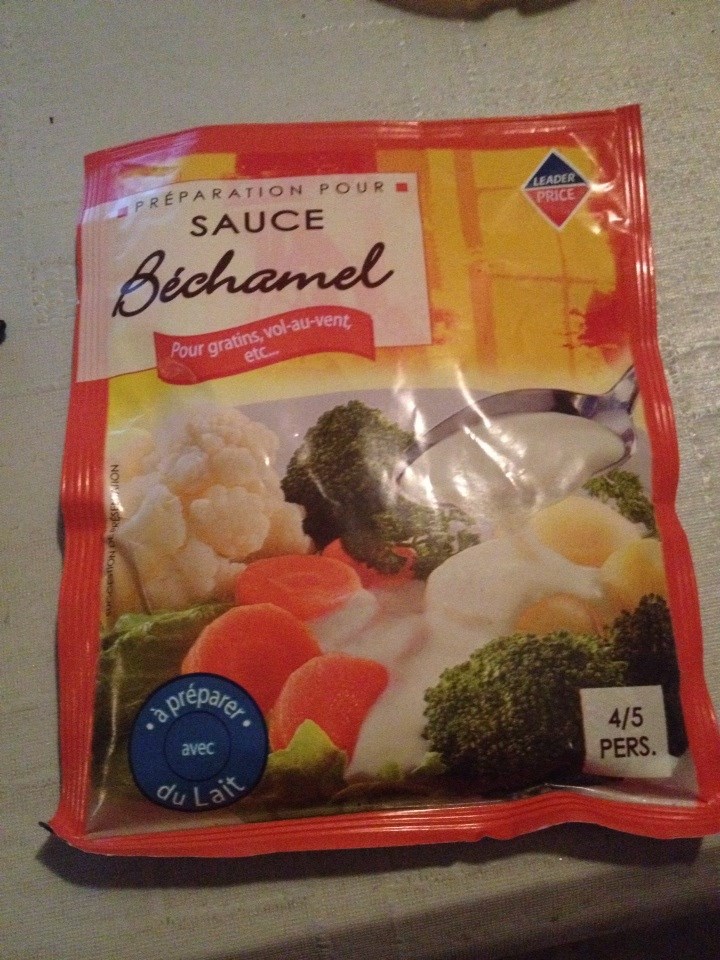 PRÉPARATION POUR
SAUCE
Béchamel
Pour gratins, vol-au-vent,
etc...
LEADER
PRICE
à préparer
avec
du Lait
4/5
PERS.